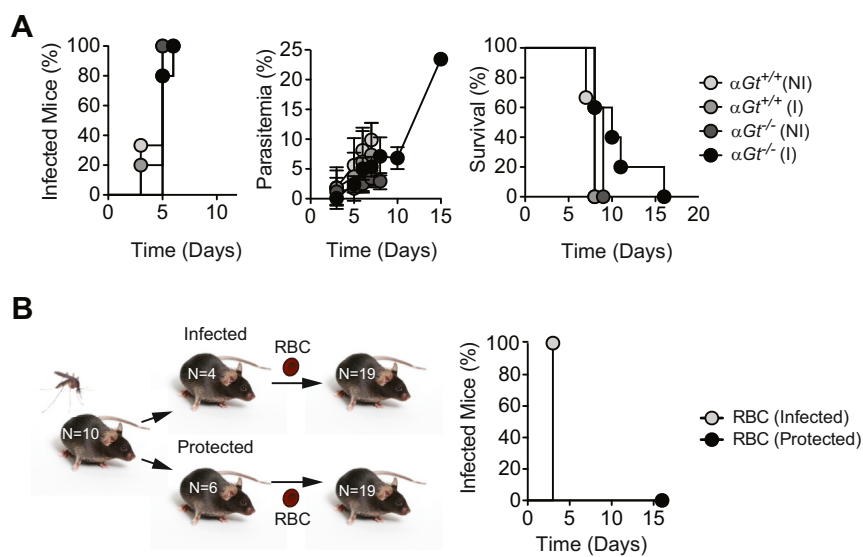 A
Infected Mice (%)
100
80
60
40
20
0
0
5
10
Time (Days)
Parasitemia (%)
25
20
15
10
5
0
0
5
10
15
Time (Days)
Survival (%)
100
80
60
40
20
0
0
5
10
15
20
Time (Days)
αGt+/+ (NI)
αGt+/+ (I)
αGt-/- (NI)
αGt-/- (I)
B
N=10
Infected
N=4
RBC
N=19
Protected
N=6
RBC
N=19
Infected Mice (%)
100
80
60
40
20
0
0
5
10
15
Time (Days)
RBC (Infected)
RBC (Protected)